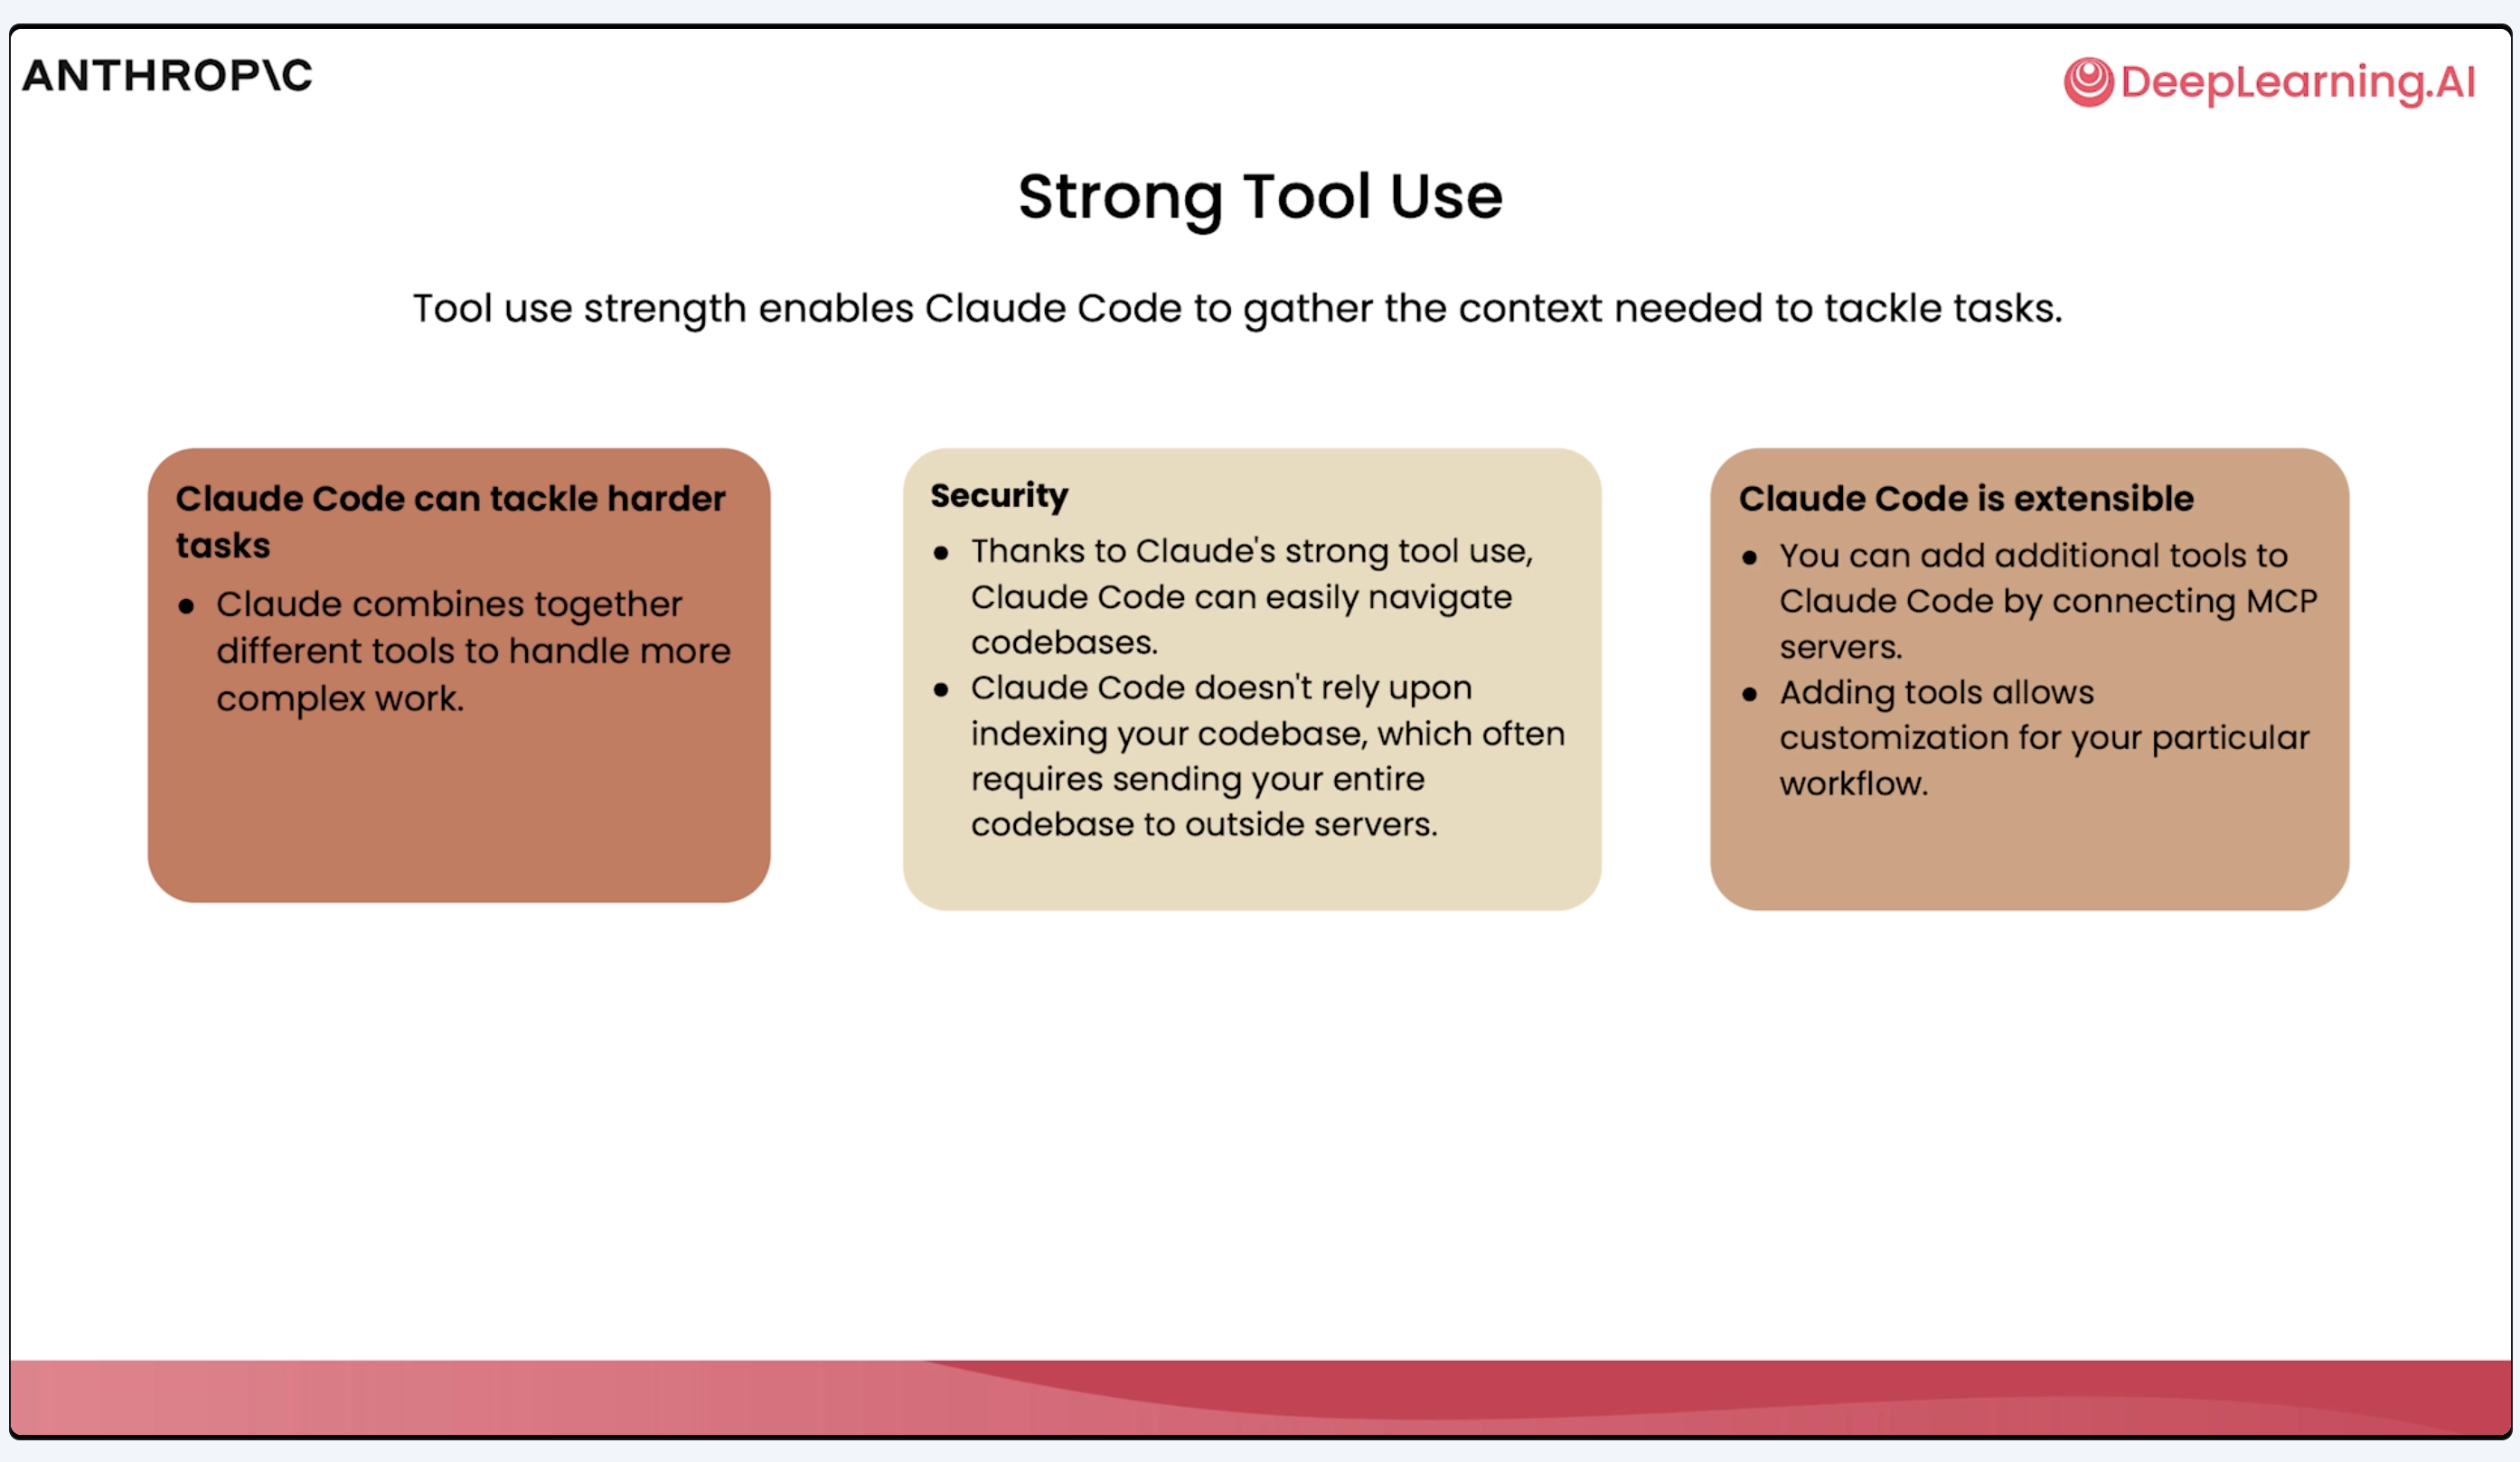 ANTHROP\C
DeepLearning.AI
Strong Tool Use
Tool use strength enables Claude Code to gather the context needed to tackle tasks.
Claude Code can tackle harder
tasks
● Claude combines together
different tools to handle more
complex work.
Security
● Thanks to Claude's strong tool use,
Claude Code can easily navigate
codebases.
● Claude Code doesn't rely upon
indexing your codebase, which often
requires sending your entire
codebase to outside servers.
Claude Code is extensible
● You can add additional tools to
Claude Code by connecting MCP
servers.
● Adding tools allows
customization for your particular
workflow.